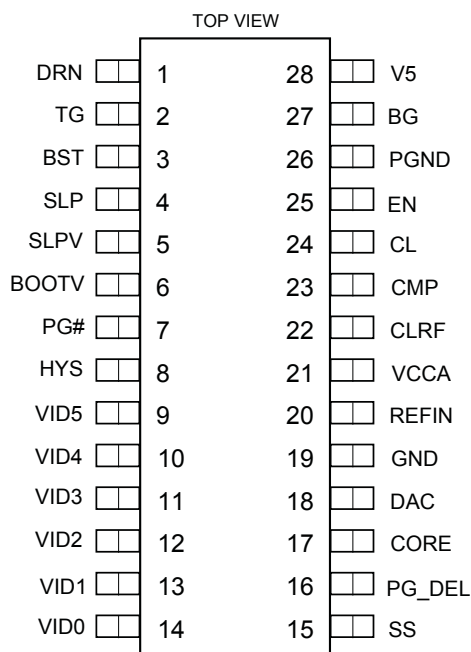 TOP VIEW
DRN 1 28 V5
TG 2 27 BG
BST 3 26 PGND
SLP 4 25 EN
SLPV 5 24 CL
BOOTV 6 23 CMP
PG# 7 22 CLRF
HYS 8 21 VCCA
VID5 9 20 REFIN
VID4 10 19 GND
VID3 11 18 DAC
VID2 12 17 CORE
VID1 13 16 PG_DEL
VID0 14 15 SS